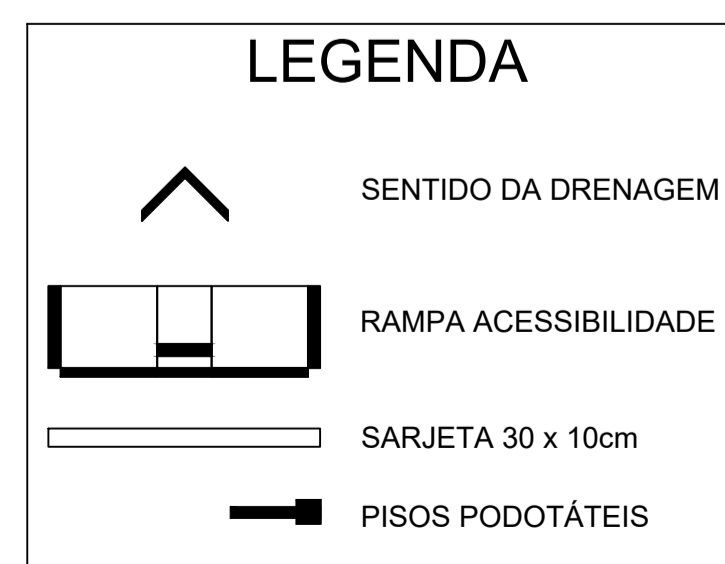 LEGENDA
SENTIDO DA DRENAGEM
RAMPA ACESSIBILIDADE
SARJETA 30 x 10cm
PISOS PODOTÁTEIS